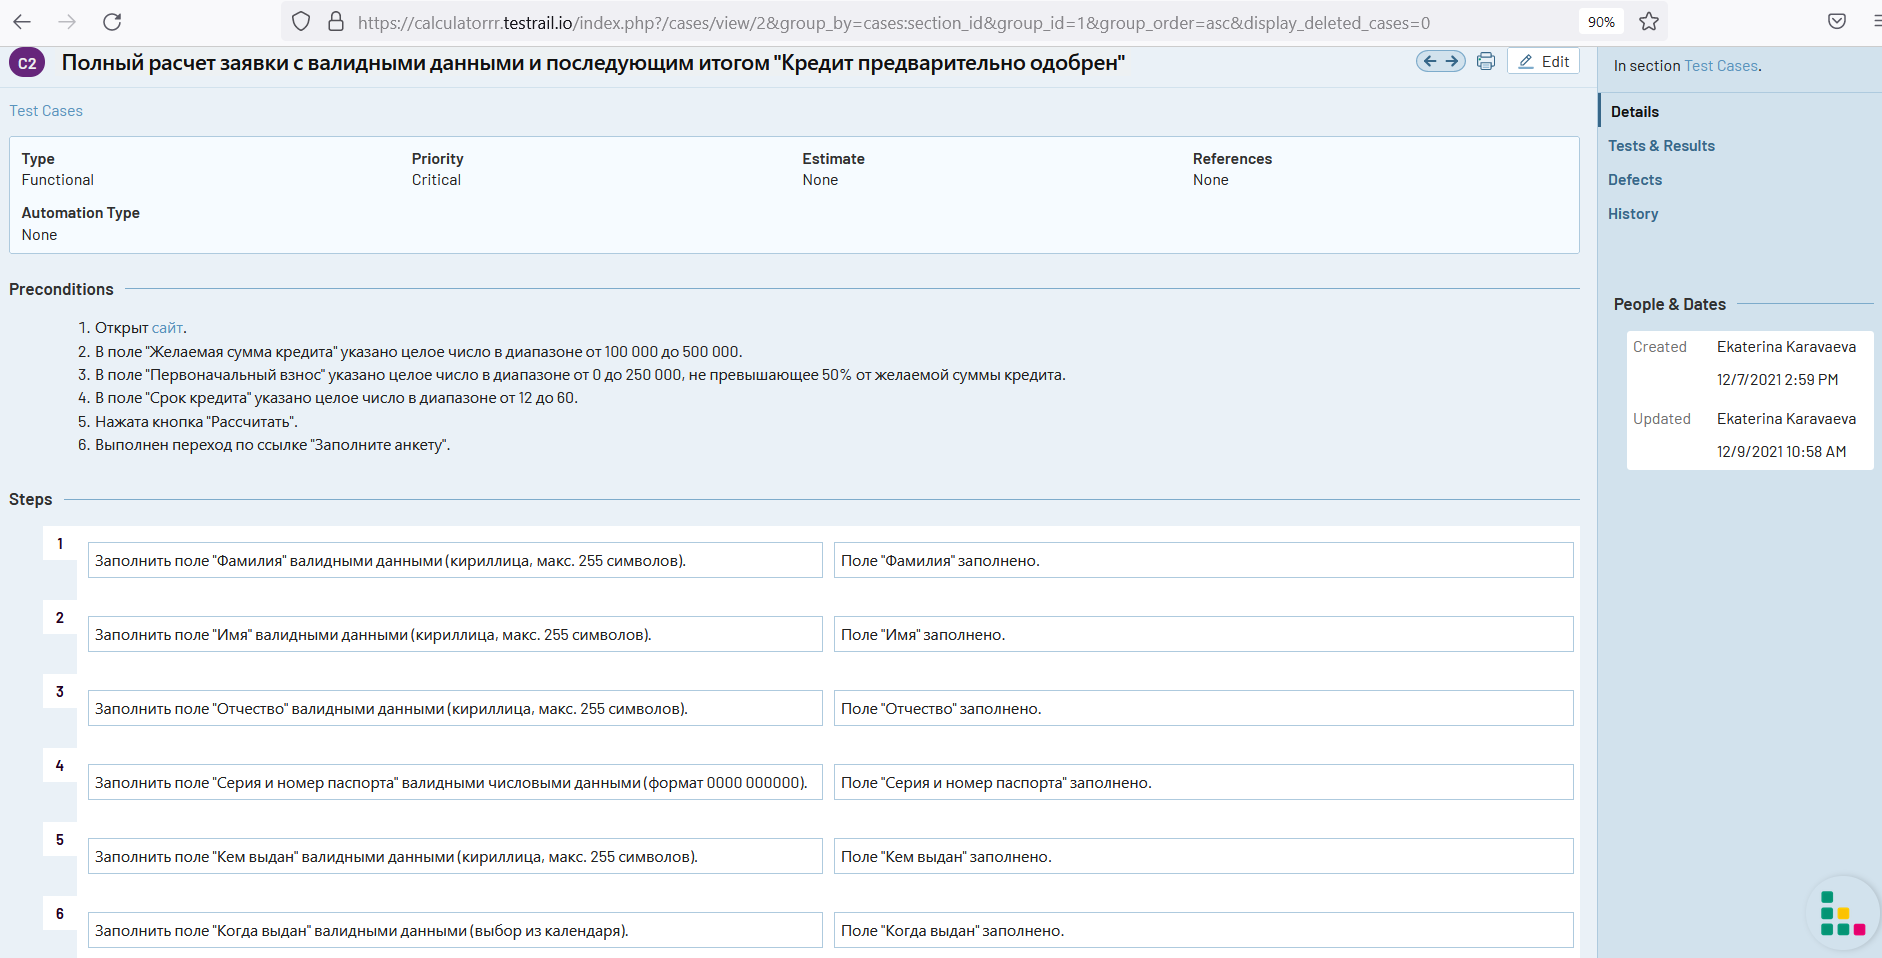 https://calculatorrr.testrail.io/index.php?/cases/view/2&group_by=cases:section_id&group_id=1&group_order=asc&display_deleted_cases=0
90%
C2
Полный расчет заявки с валидными данными и последующим итогом "Кредит предварительно одобрен"
Edit
In section Test Cases.
Test Cases
Details
Tests & Results
Defects
History
Type
Functional
Priority
Critical
Estimate
None
References
None
Automation Type
None
Preconditions
1. Открыт сайт.
2. В поле "Желаемая сумма кредита" указано целое число в диапазоне от 100 000 до 500 000.
3. В поле "Первоначальный взнос" указано целое число в диапазоне от 0 до 250 000, не превышающее 50% от желаемой суммы кредита.
4. В поле "Срок кредита" указано целое число в диапазоне от 12 до 60.
5. Нажата кнопка "Рассчитать".
6. Выполнен переход по ссылке "Заполните анкету".
People & Dates
Created Ekaterina Karavaeva
12/7/2021 2:59 PM
Updated Ekaterina Karavaeva
12/9/2021 10:58 AM
Steps
1
Заполнить поле "Фамилия" валидными данными (кириллица, макс. 255 символов).
Поле "Фамилия" заполнено.
2
Заполнить поле "Имя" валидными данными (кириллица, макс. 255 символов).
Поле "Имя" заполнено.
3
Заполнить поле "Отчество" валидными данными (кириллица, макс. 255 символов).
Поле "Отчество" заполнено.
4
Заполнить поле "Серия и номер паспорта" валидными числовыми данными (формат 0000 000000).
Поле "Серия и номер паспорта" заполнено.
5
Заполнить поле "Кем выдан" валидными данными (кириллица, макс. 255 символов).
Поле "Кем выдан" заполнено.
6
Заполнить поле "Когда выдан" валидными данными (выбор из календаря).
Поле "Когда выдан" заполнено.